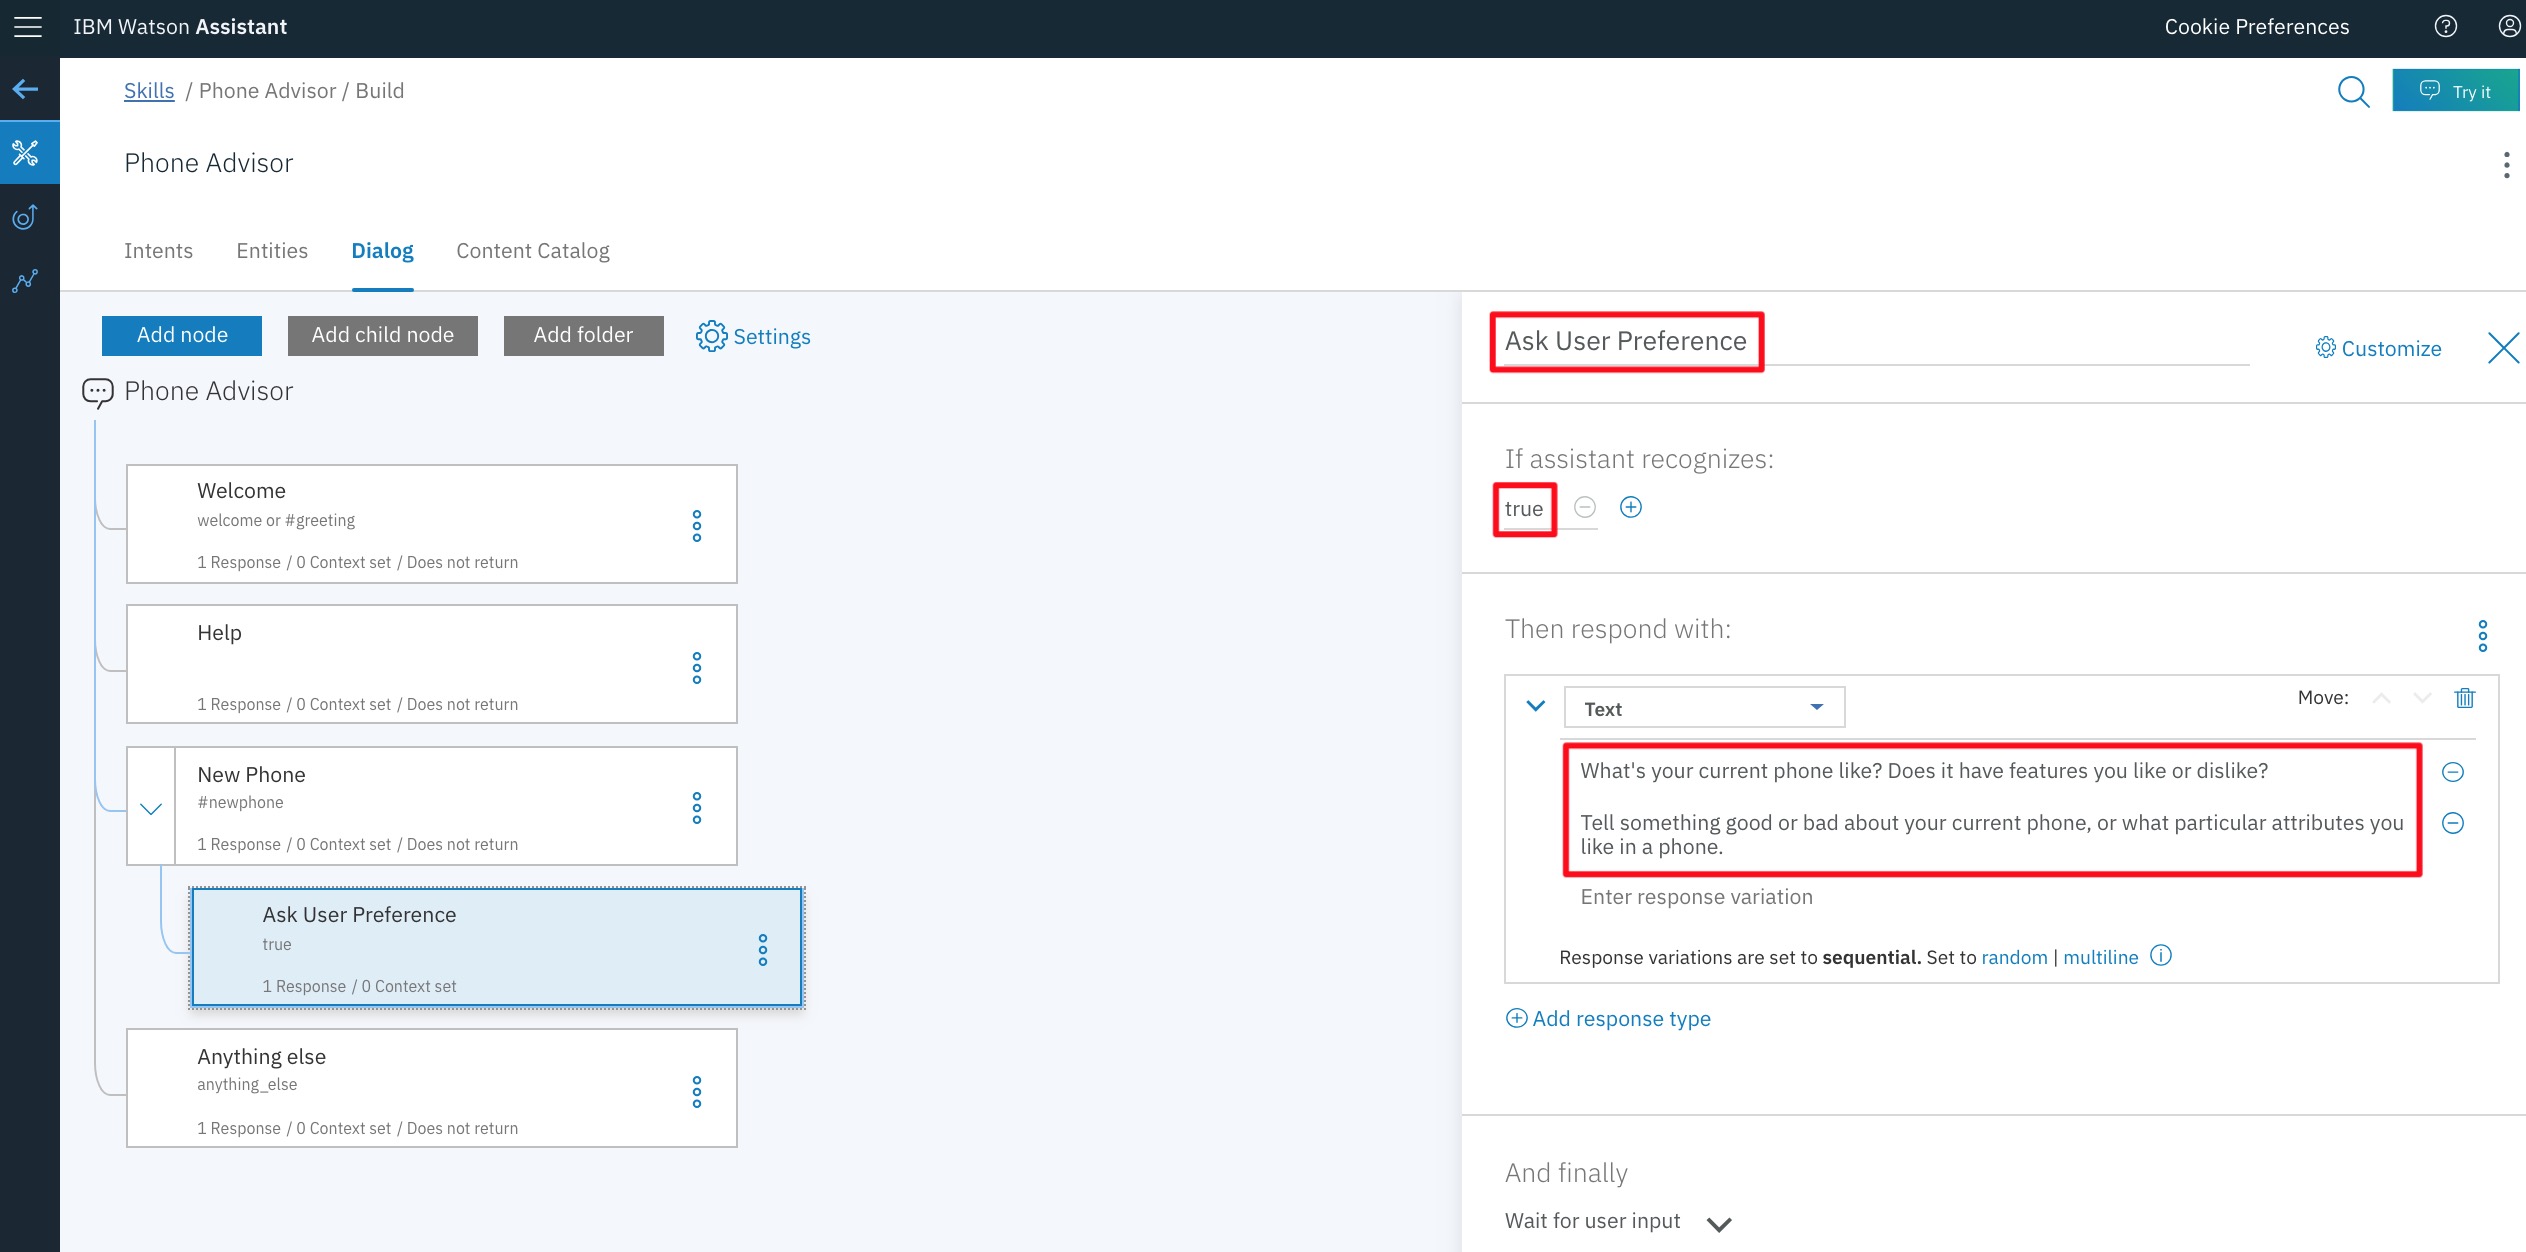 IBM Watson Assistant
Cookie Preferences
Skills / Phone Advisor / Build
Try it
Phone Advisor
Intents Entities Dialog Content Catalog
Add node Add child node Add folder Settings
Phone Advisor
Welcome
welcome or #greeting
1 Response / 0 Context set / Does not return
Help
1 Response / 0 Context set / Does not return
New Phone
#newphone
1 Response / 0 Context set / Does not return
Ask User Preference
true
1 Response / 0 Context set
Anything else
anything_else
1 Response / 0 Context set / Does not return
Ask User Preference
Customize
If assistant recognizes:
true
Then respond with:
Text
Move:
What's your current phone like? Does it have features you like or dislike?
Tell something good or bad about your current phone, or what particular attributes you
like in a phone.
Enter response variation
Response variations are set to sequential. Set to random | multiline
Add response type
And finally
Wait for user input